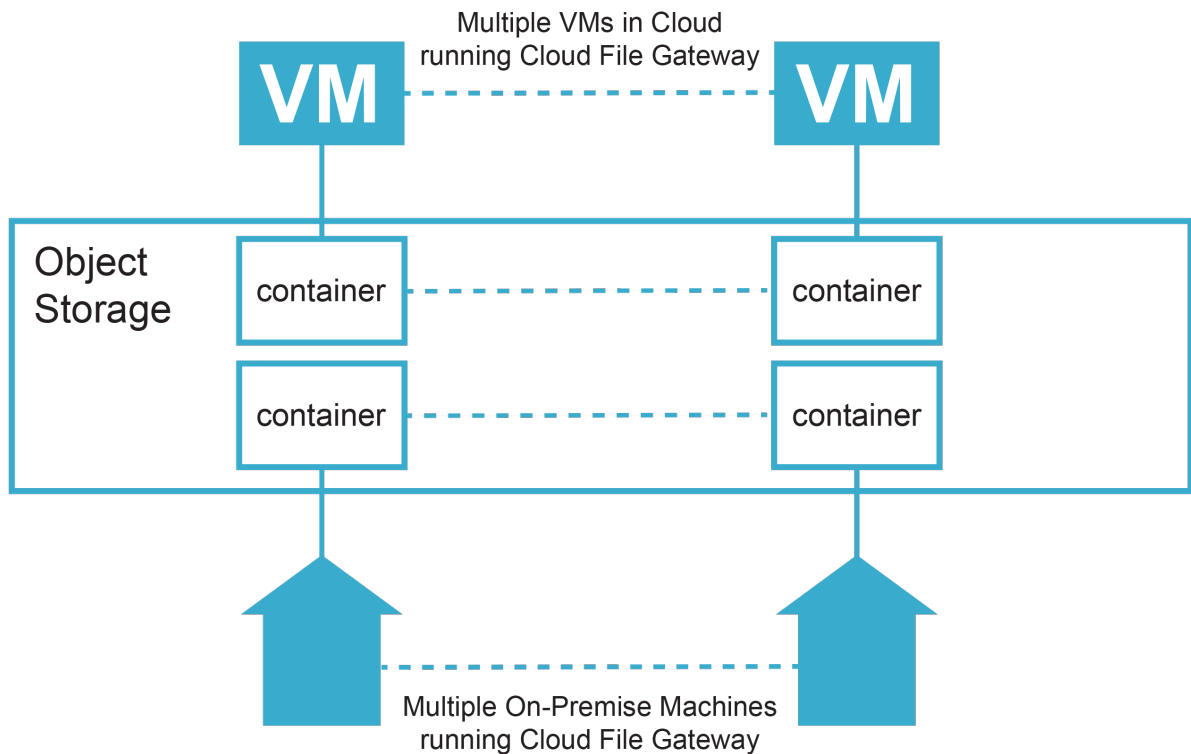 Multiple VMs in Cloud
running Cloud File Gateway
VM
VM
Object
Storage
container
container
container
container
Multiple On-Premise Machines
running Cloud File Gateway